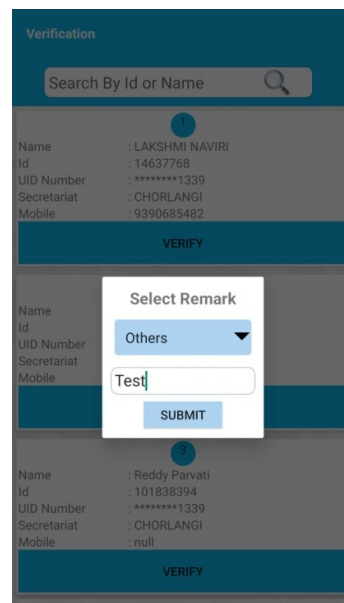 Verification
Search By Id or Name
1
Name : LAKSHMI NAVIRI
Id : 14637768
UID Number : ********1339
Secretariat : CHORLANGI
Mobile : 9390685482
VERIFY
Select Remark
Others
Test
SUBMIT
Name
Id
UID Number
Secretariat
Mobile
3
Name : Reddy Parvati
Id : 101838394
UID Number : ********1339
Secretariat : CHORLANGI
Mobile : null
VERIFY